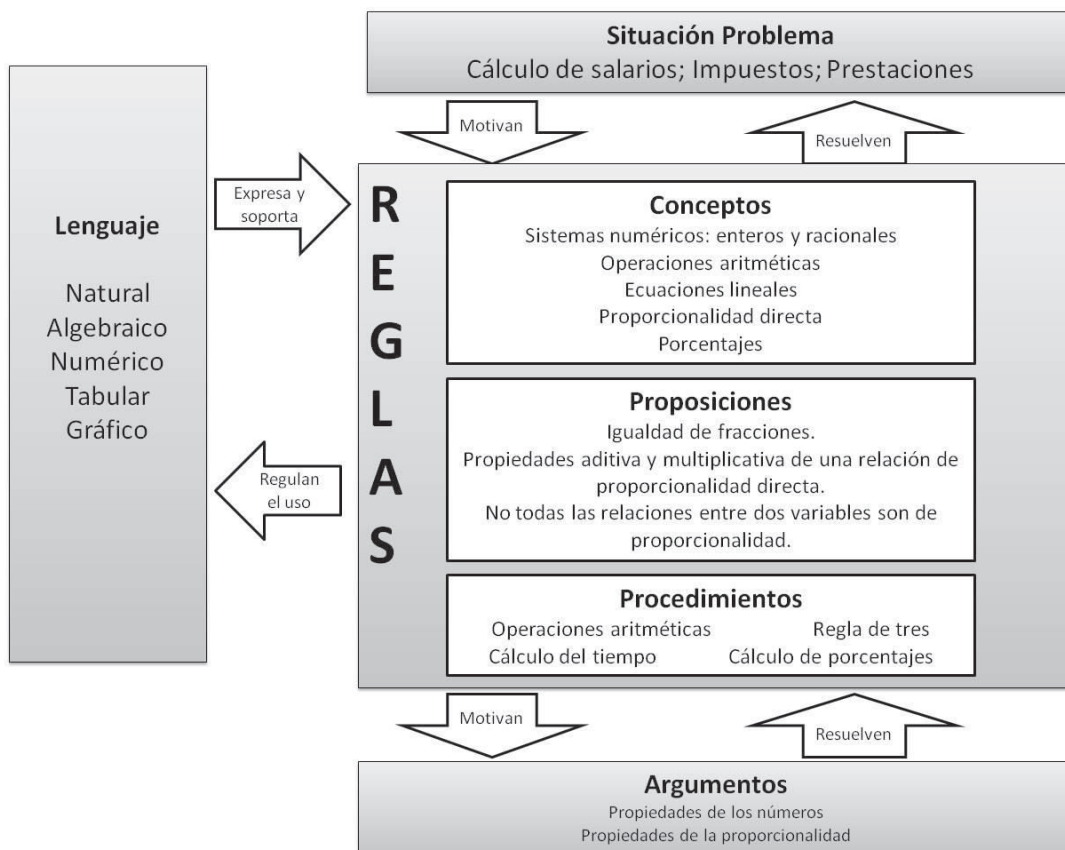 Situación Problema
Cálculo de salarios; Impuestos; Prestaciones
Motivan
Resuelven
Lenguaje
Natural
Algebraico
Numérico
Tabular
Gráfico
Expresa y
soporta
Regulan
el uso
R
E
G
L
A
S
Conceptos
Sistemas numéricos: enteros y racionales
Operaciones aritméticas
Ecuaciones lineales
Proporcionalidad directa
Porcentajes
Proposiciones
Igualdad de fracciones.
Propiedades aditiva y multiplicativa de una relación de
proporcionalidad directa.
No todas las relaciones entre dos variables son de
proporcionalidad.
Procedimientos
Operaciones aritméticas Regla de tres
Cálculo del tiempo Cálculo de porcentajes
Motivan
Resuelven
Argumentos
Propiedades de los números
Propiedades de la proporcionalidad